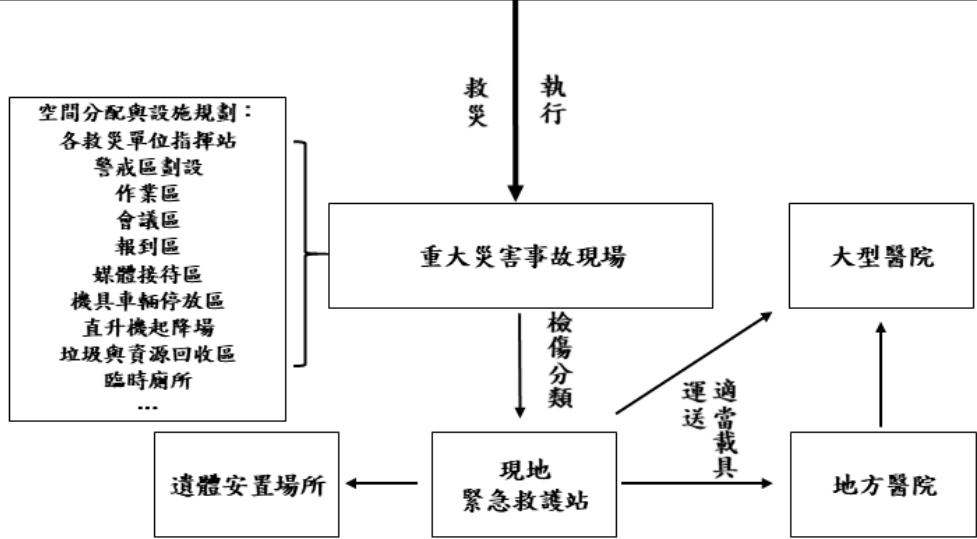 救災
執行
空間分配與設施規劃：
各救災單位指揮站
警戒區劃設
作業區
會議區
報到區
媒體接待區
機具車輛停放區
直升機起降場
垃圾與資源回收區
臨時廁所
...
重大災害事故現場
大型醫院
檢傷分類
適當載具
運送
遺體安置場所
現地
緊急救護站
地方醫院